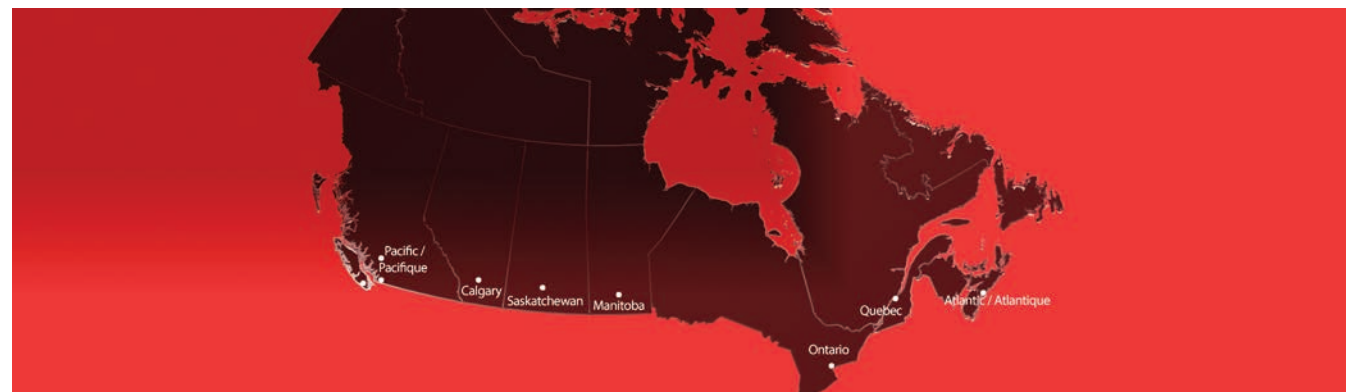 Pacific /
Pacifique
Calgary
Saskatchewan
Manitoba
Quebec
Atlantic / Atlantique
Ontario